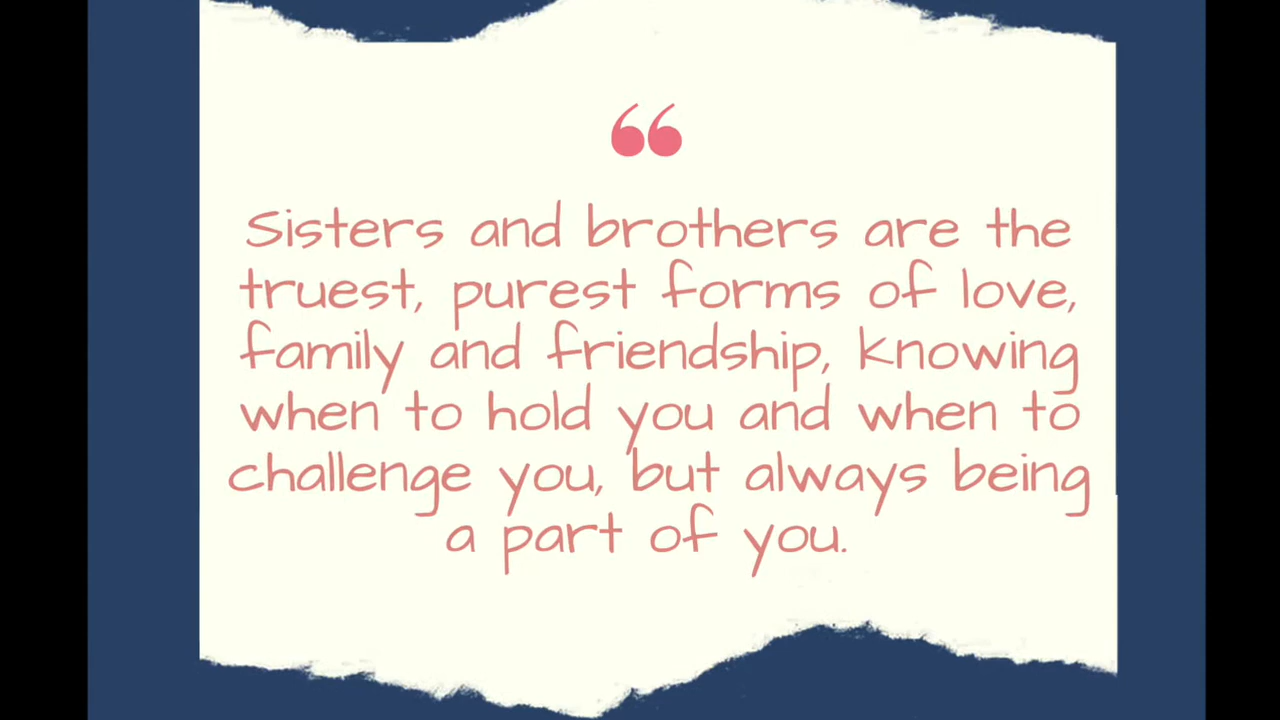 “
Sisters and brothers are the
truest, purest forms of love,
family and friendship, knowing
when to hold you and when to
challenge you, but always being
a part of you.